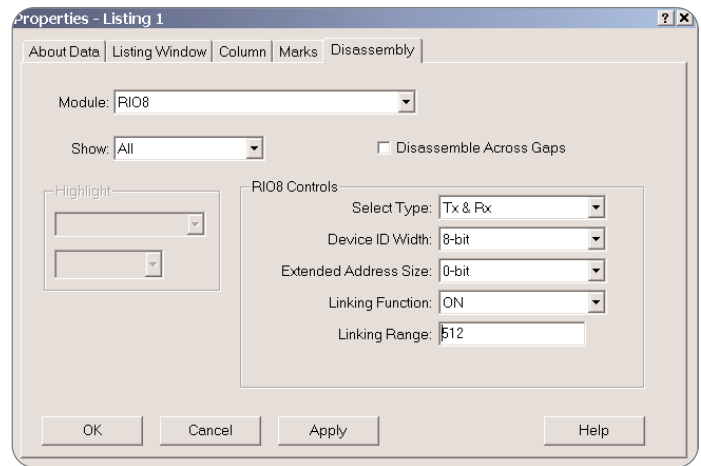 Properties - Listing 1
About Data Listing Window Column Marks Disassembly
Module: RIO8
Show: All Disassemble Across Gaps
Highlight
RIO8 Controls
Select Type: Tx & Rx
Device ID Width: 8-bit
Extended Address Size: 0-bit
Linking Function: ON
Linking Range: 512
OK Cancel Apply Help